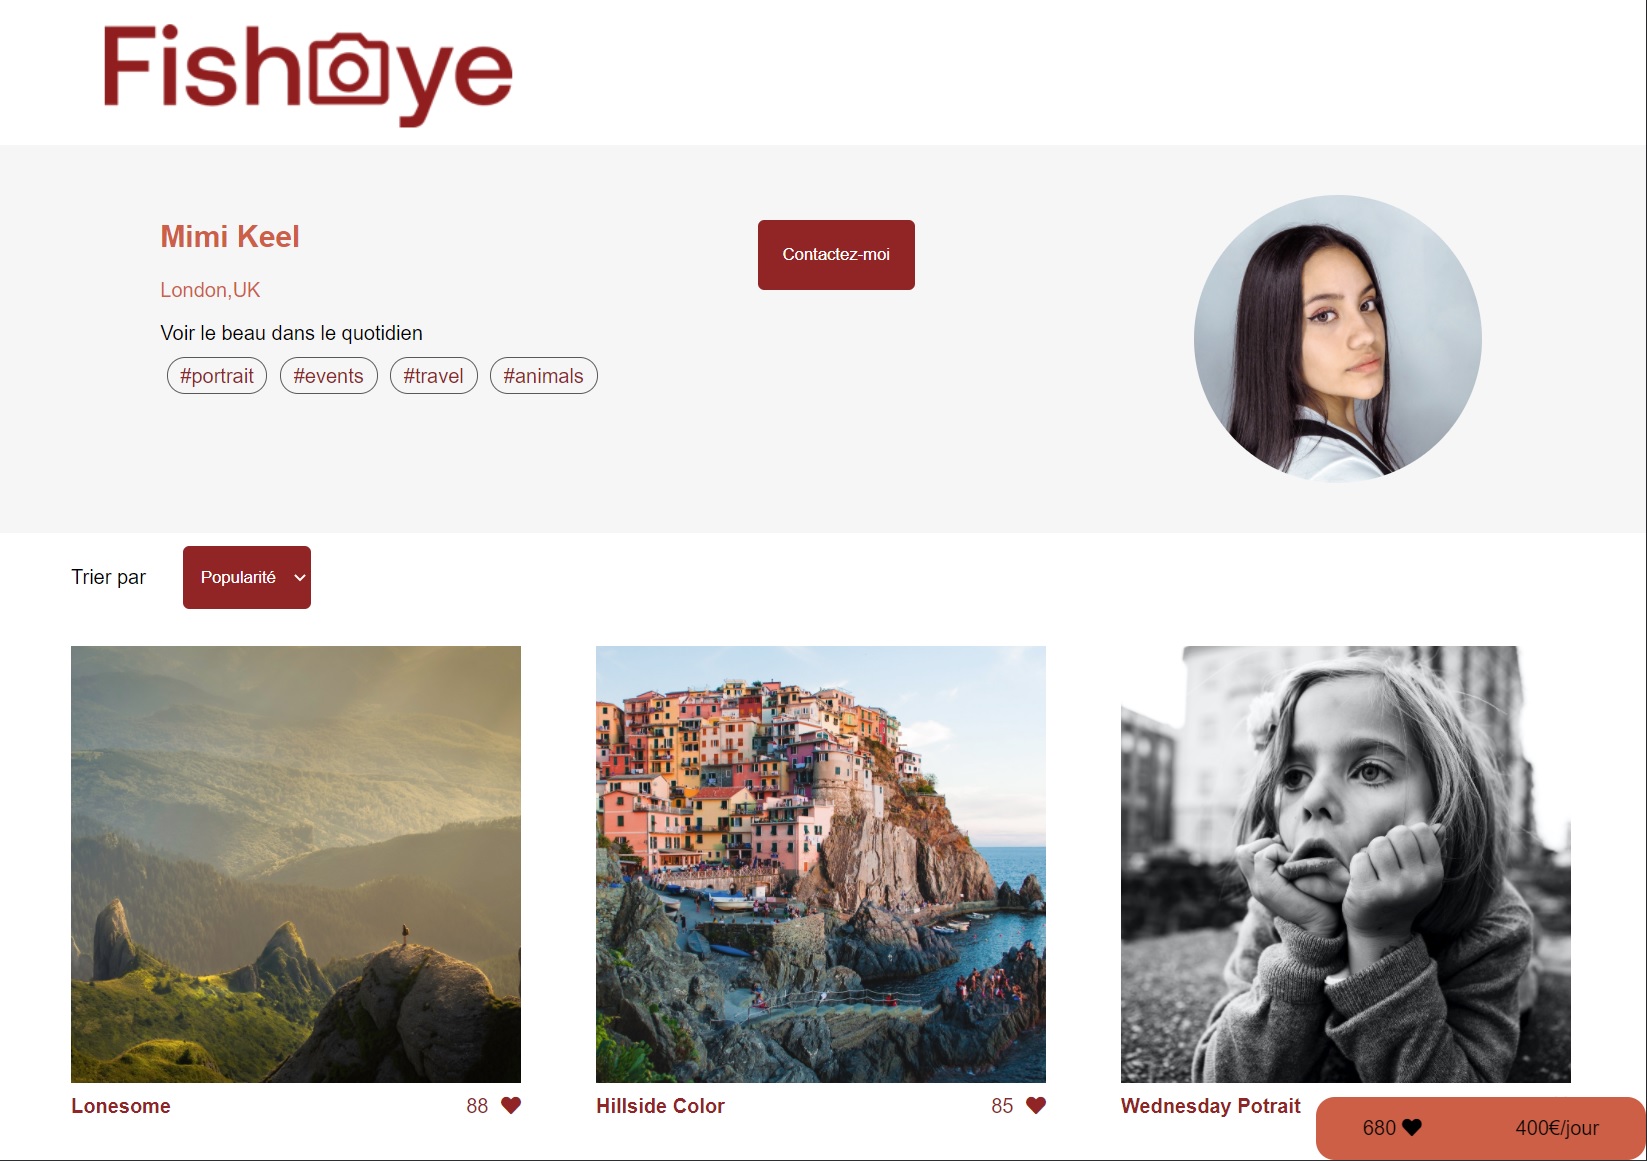 Fisheye
Mimi Keel
Contactez-moi
London,UK
Voir le beau dans le quotidien
#portrait #events #travel #animals
Trier par
Popularité
Lonesome 88
Hillside Color 85
Wednesday Potrait
680 400€/jour